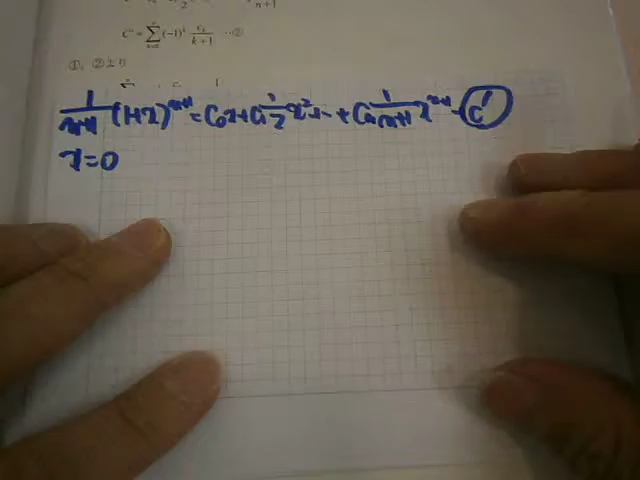 n+1
C' = ∑ (-1)^k c_k/(k+1) …②
①, ②より
1/(n+1) (1+x)^(n+1) = C₀x + C₁ 1/2 x² + … + Cₙ 1/(n+1) x^(n+1) + C'
x=0